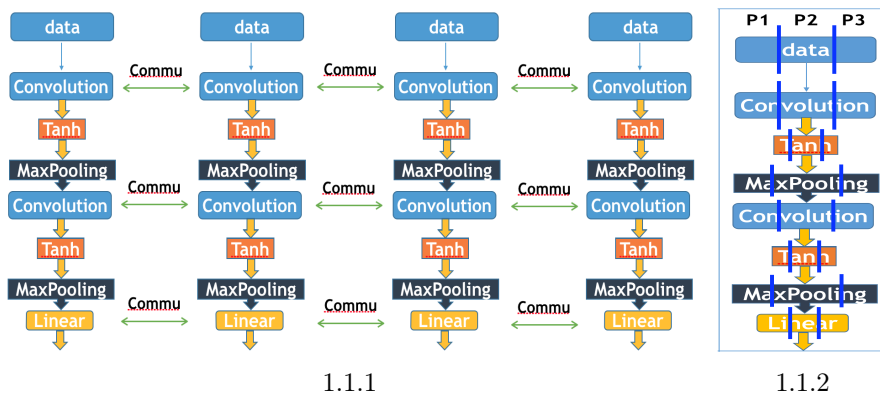 P1 P2 P3
data data data data data
Commu Commu Commu
Convolution Convolution Convolution Convolution Convolution
Tanh Tanh Tanh Tanh Tanh
MaxPooling MaxPooling MaxPooling MaxPooling MaxPooling
Commu Commu Commu
Convolution Convolution Convolution Convolution Convolution
Tanh Tanh Tanh Tanh Tanh
MaxPooling MaxPooling MaxPooling MaxPooling MaxPooling
Commu Commu Commu
Linear Linear Linear Linear Linear
1.1.1 1.1.2